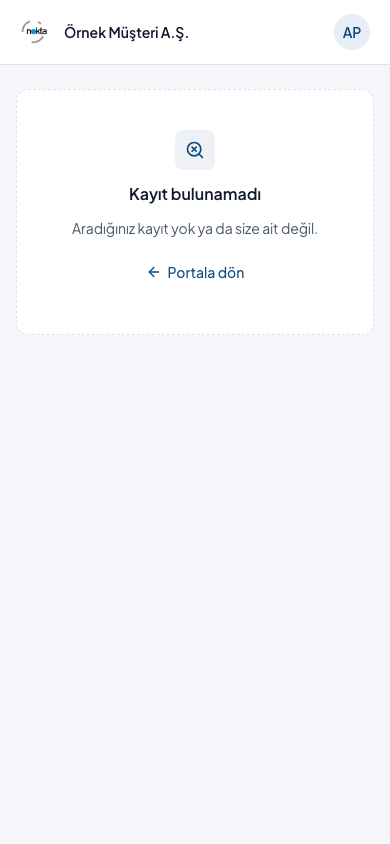 nokta
Örnek Müşteri A.Ş.
AP
Kayıt bulunamadı
Aradığınız kayıt yok ya da size ait değil.
Portala dön